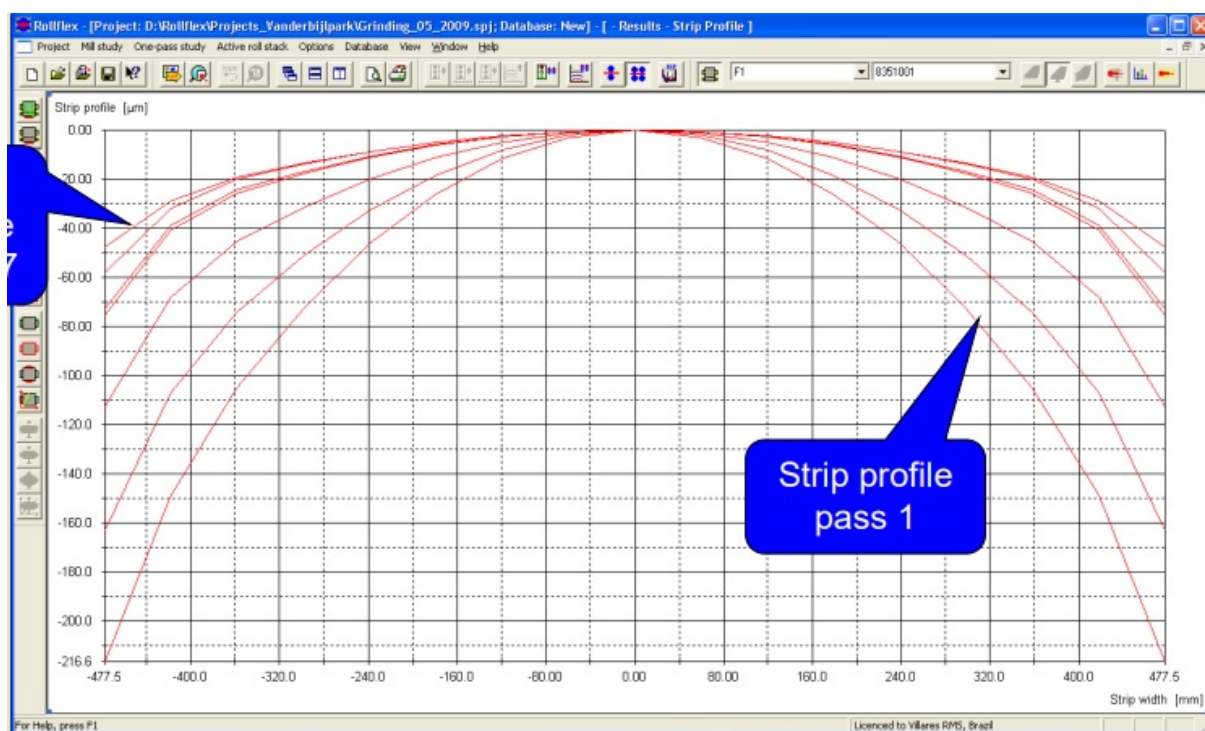 Rollflex - [Project: D:\Rollflex\Projects_Vanderbijlpark\Grinding_05_2009.spj; Database: New] - [ - Results - Strip Profile ]
Project Mill study One-pass study Active roll stack Options Database View Window Help
F1 8351001
Strip profile [µm]
0.00
-20.00
-40.00
-60.00
-80.00
-100.0
-120.0
-140.0
-160.0
-180.0
-200.0
-216.6
e
7
Strip profile
pass 1
-477.5 -400.0 -320.0 -240.0 -160.0 -80.00 0.00 80.00 160.0 240.0 320.0 400.0 477.5
Strip width [mm]
For Help, press F1 Licenced to Villares RMS, Brazil